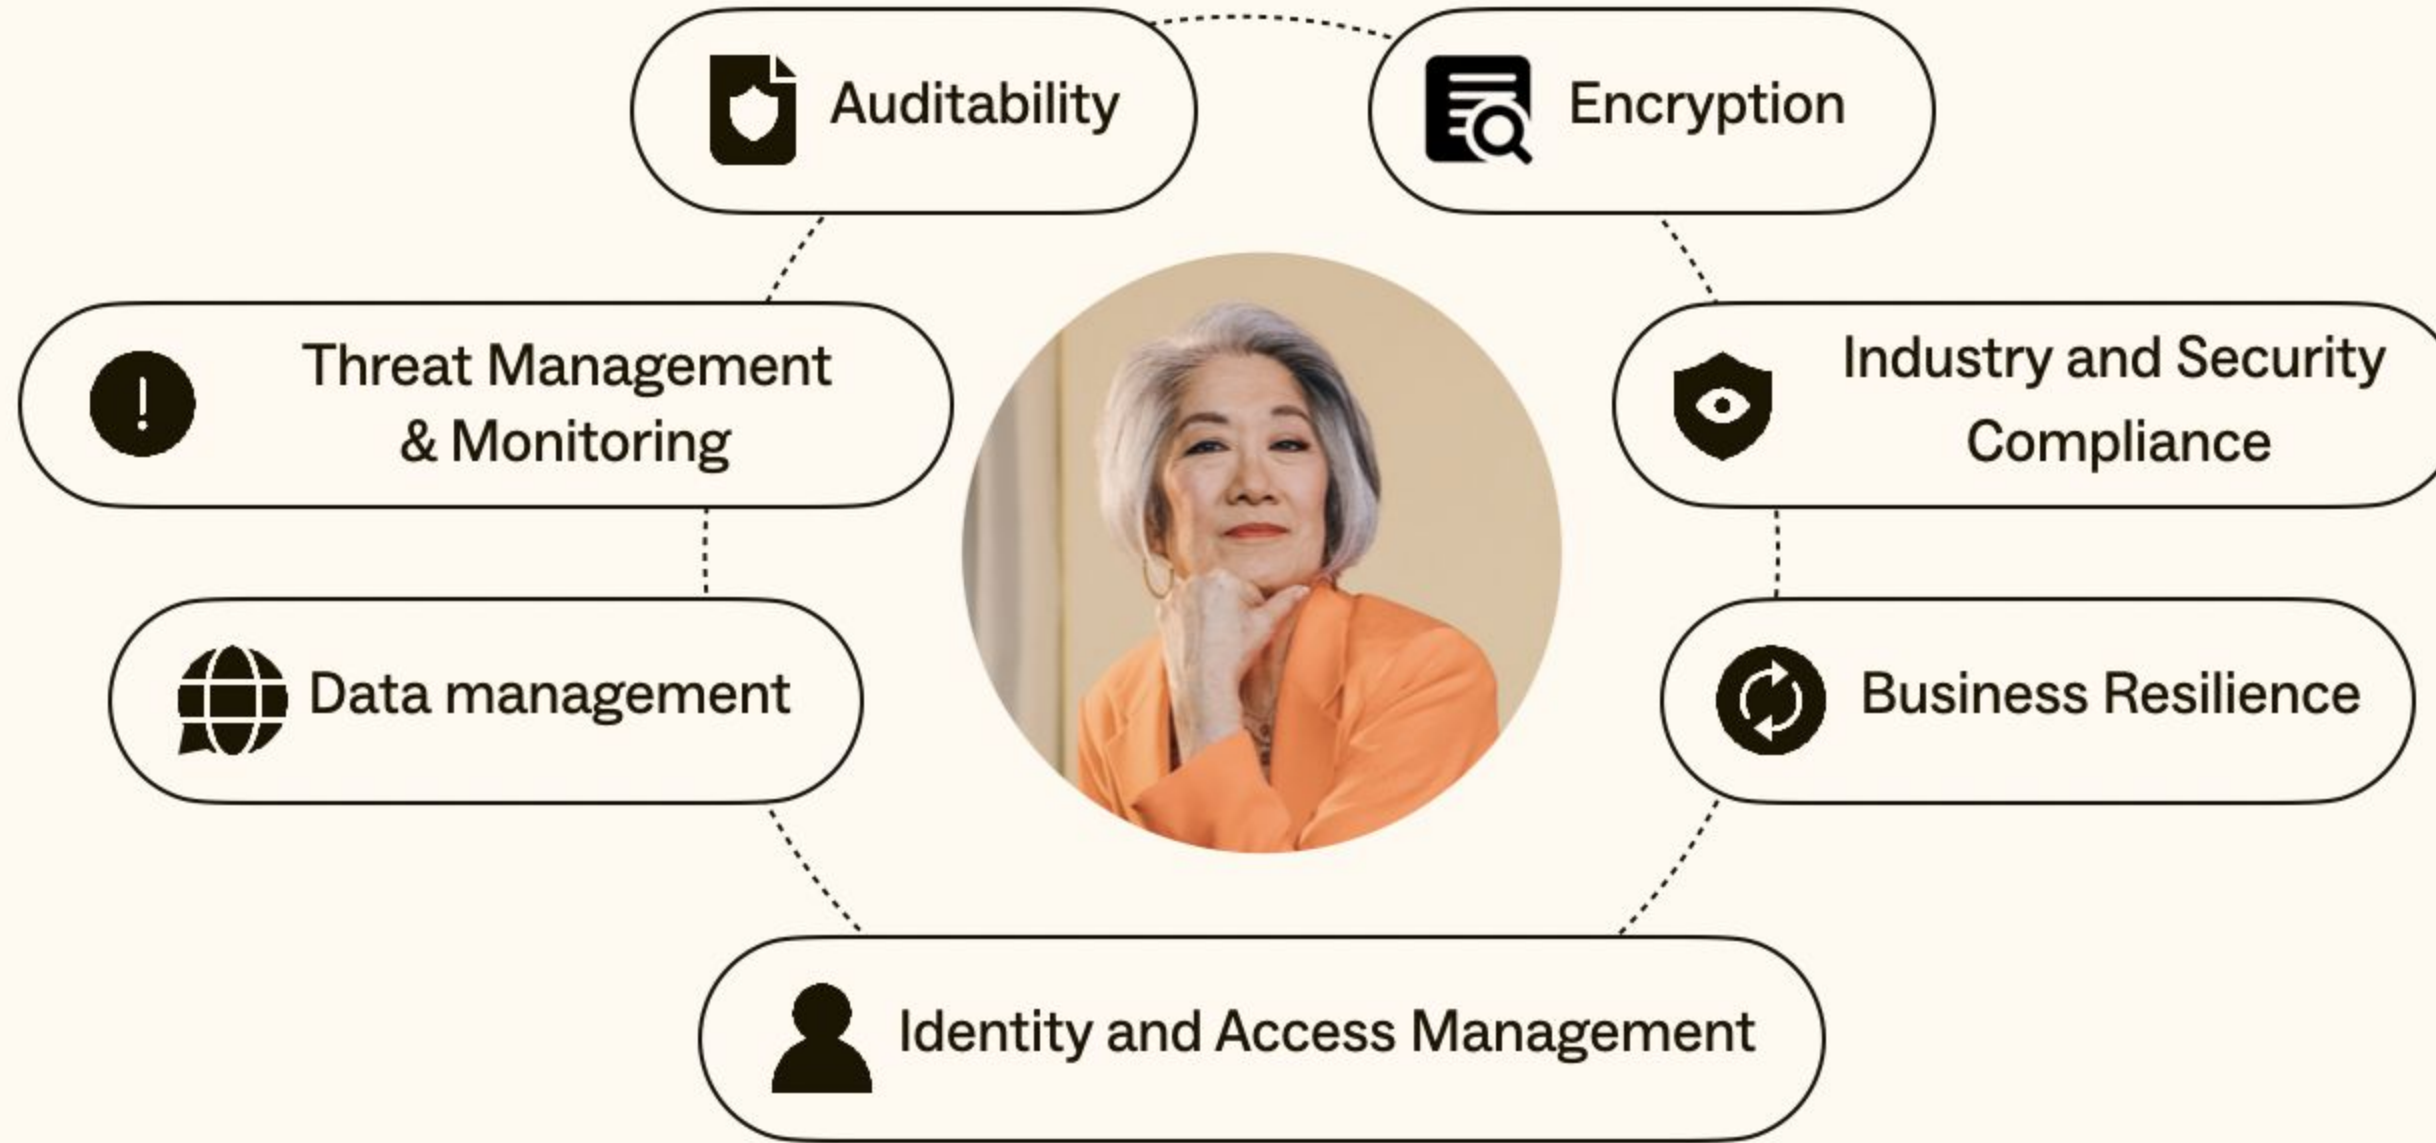 Auditability
Encryption
Threat Management
& Monitoring
Industry and Security
Compliance
Data management
Business Resilience
Identity and Access Management